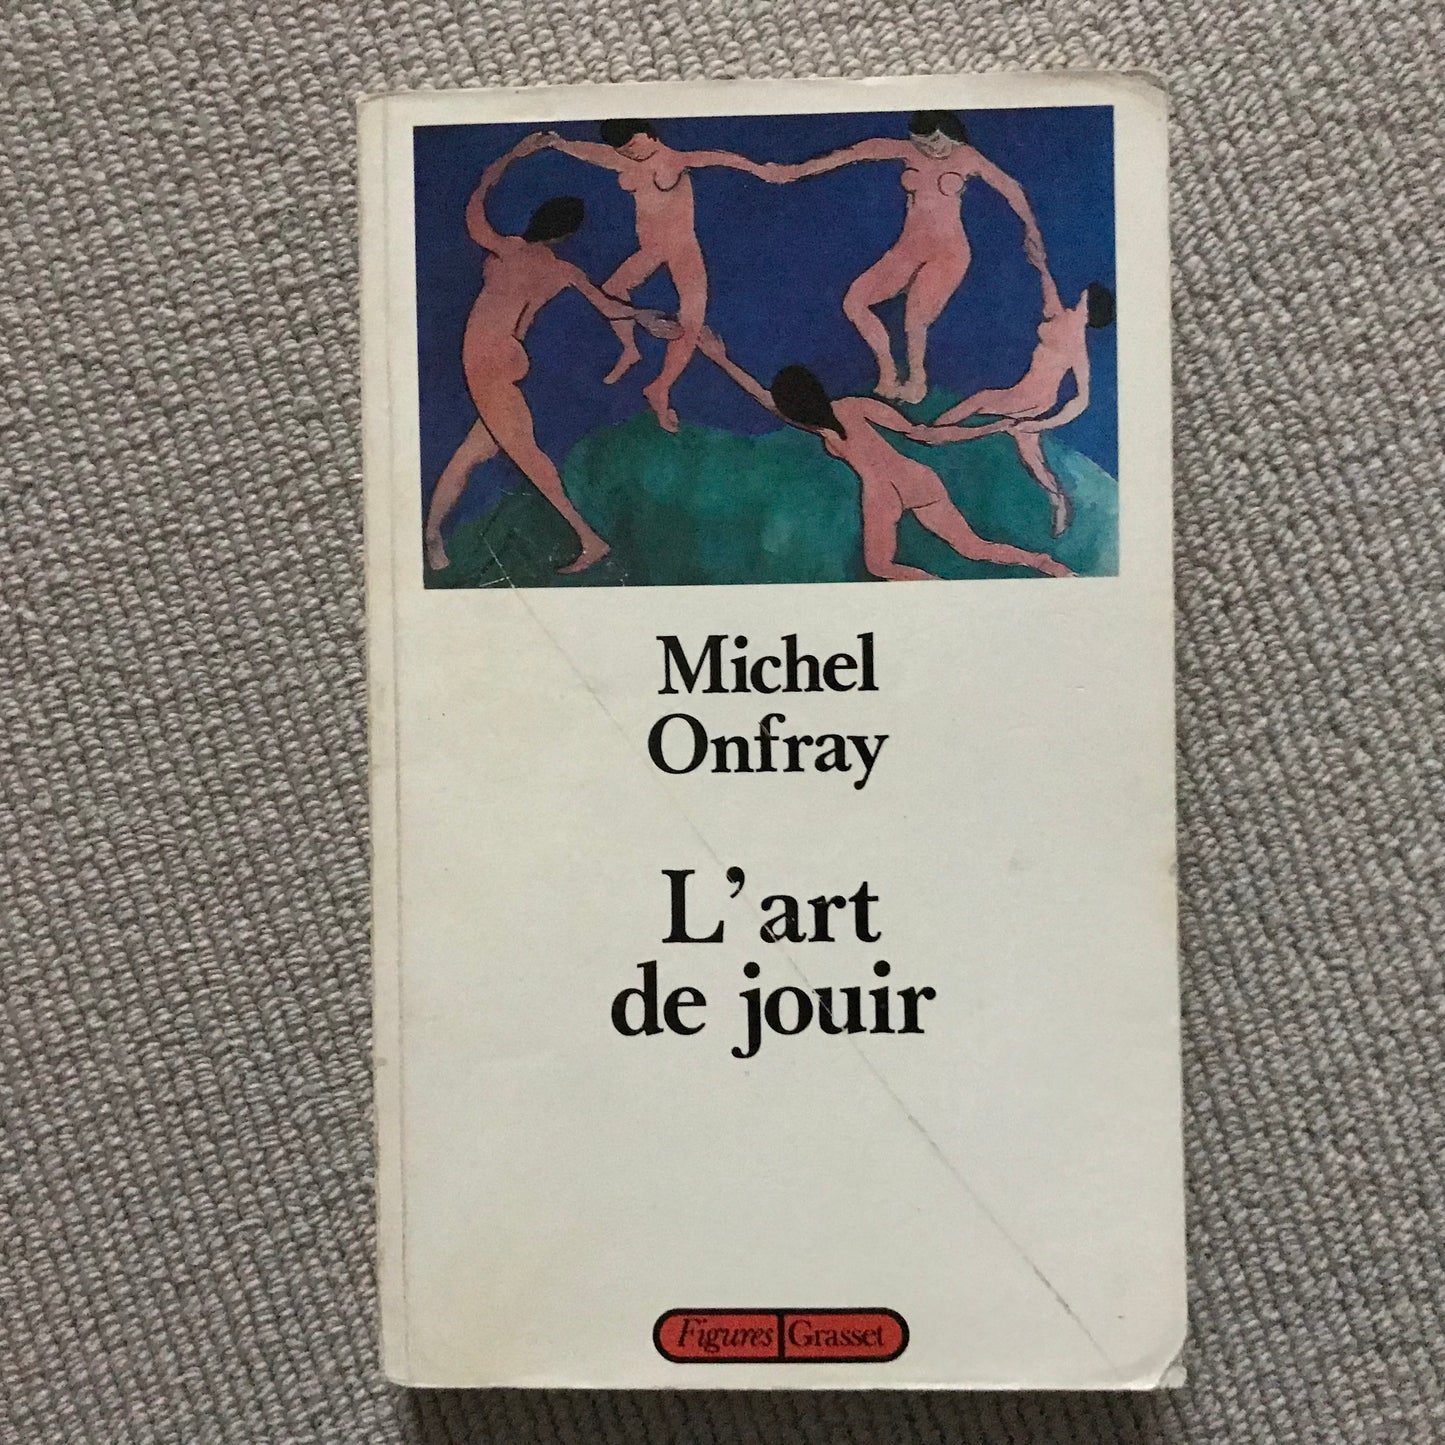 Michel
Onfray
L'art
de jouir
Figures Grasset